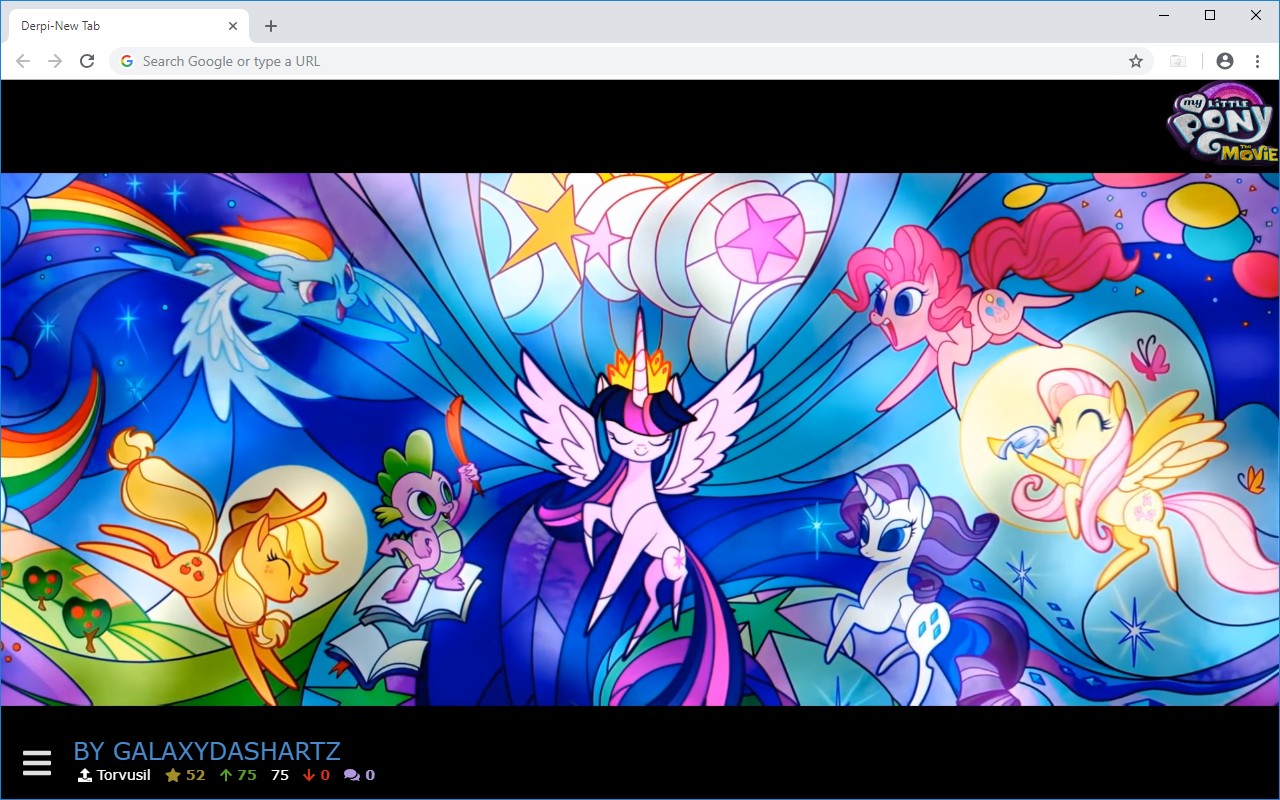 Derpi-New Tab
Search Google or type a URL
my LITTLE
PONY
THE
MOVIE
BY GALAXYDASHARTZ
Torvusil 52 75 75 0 0